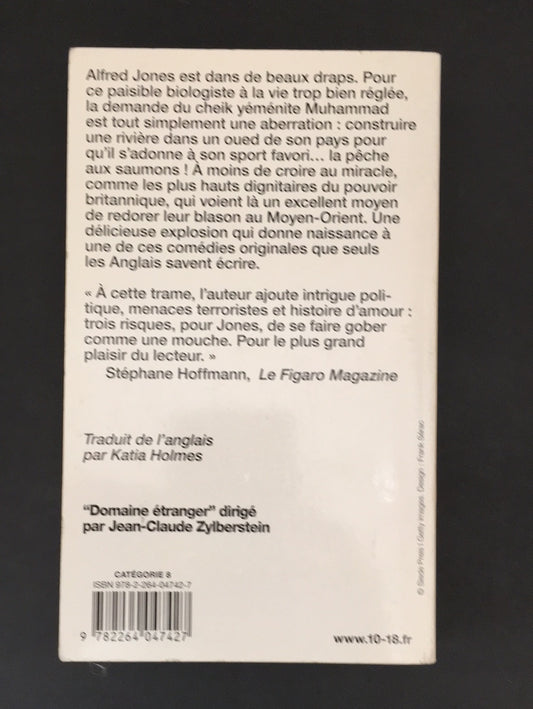 Alfred Jones est dans de beaux draps. Pour
ce paisible biologiste à la vie trop bien réglée,
la demande du cheik yéménite Muhammad
est tout simplement une aberration : construire
une rivière dans un oued de son pays pour
qu'il s'adonne à son sport favori... la pêche
aux saumons ! À moins de croire au miracle,
comme les plus hauts dignitaires du pouvoir
britannique, qui voient là un excellent moyen
de redorer leur blason au Moyen-Orient. Une
délicieuse explosion qui donne naissance à
une de ces comédies originales que seuls
les Anglais savent écrire.
« À cette trame, l'auteur ajoute intrigue poli-
tique, menaces terroristes et histoire d'amour :
trois risques, pour Jones, de se faire gober
comme une mouche. Pour le plus grand
plaisir du lecteur. »
Stéphane Hoffmann, Le Figaro Magazine
Traduit de l'anglais
par Katia Holmes
"Domaine étranger" dirigé
par Jean-Claude Zylberstein
CATÉGORIE 8
ISBN 978-2-264-04742-7
9 782264 047427
www.10-18.fr
Getty images. Design : Frank Sérac